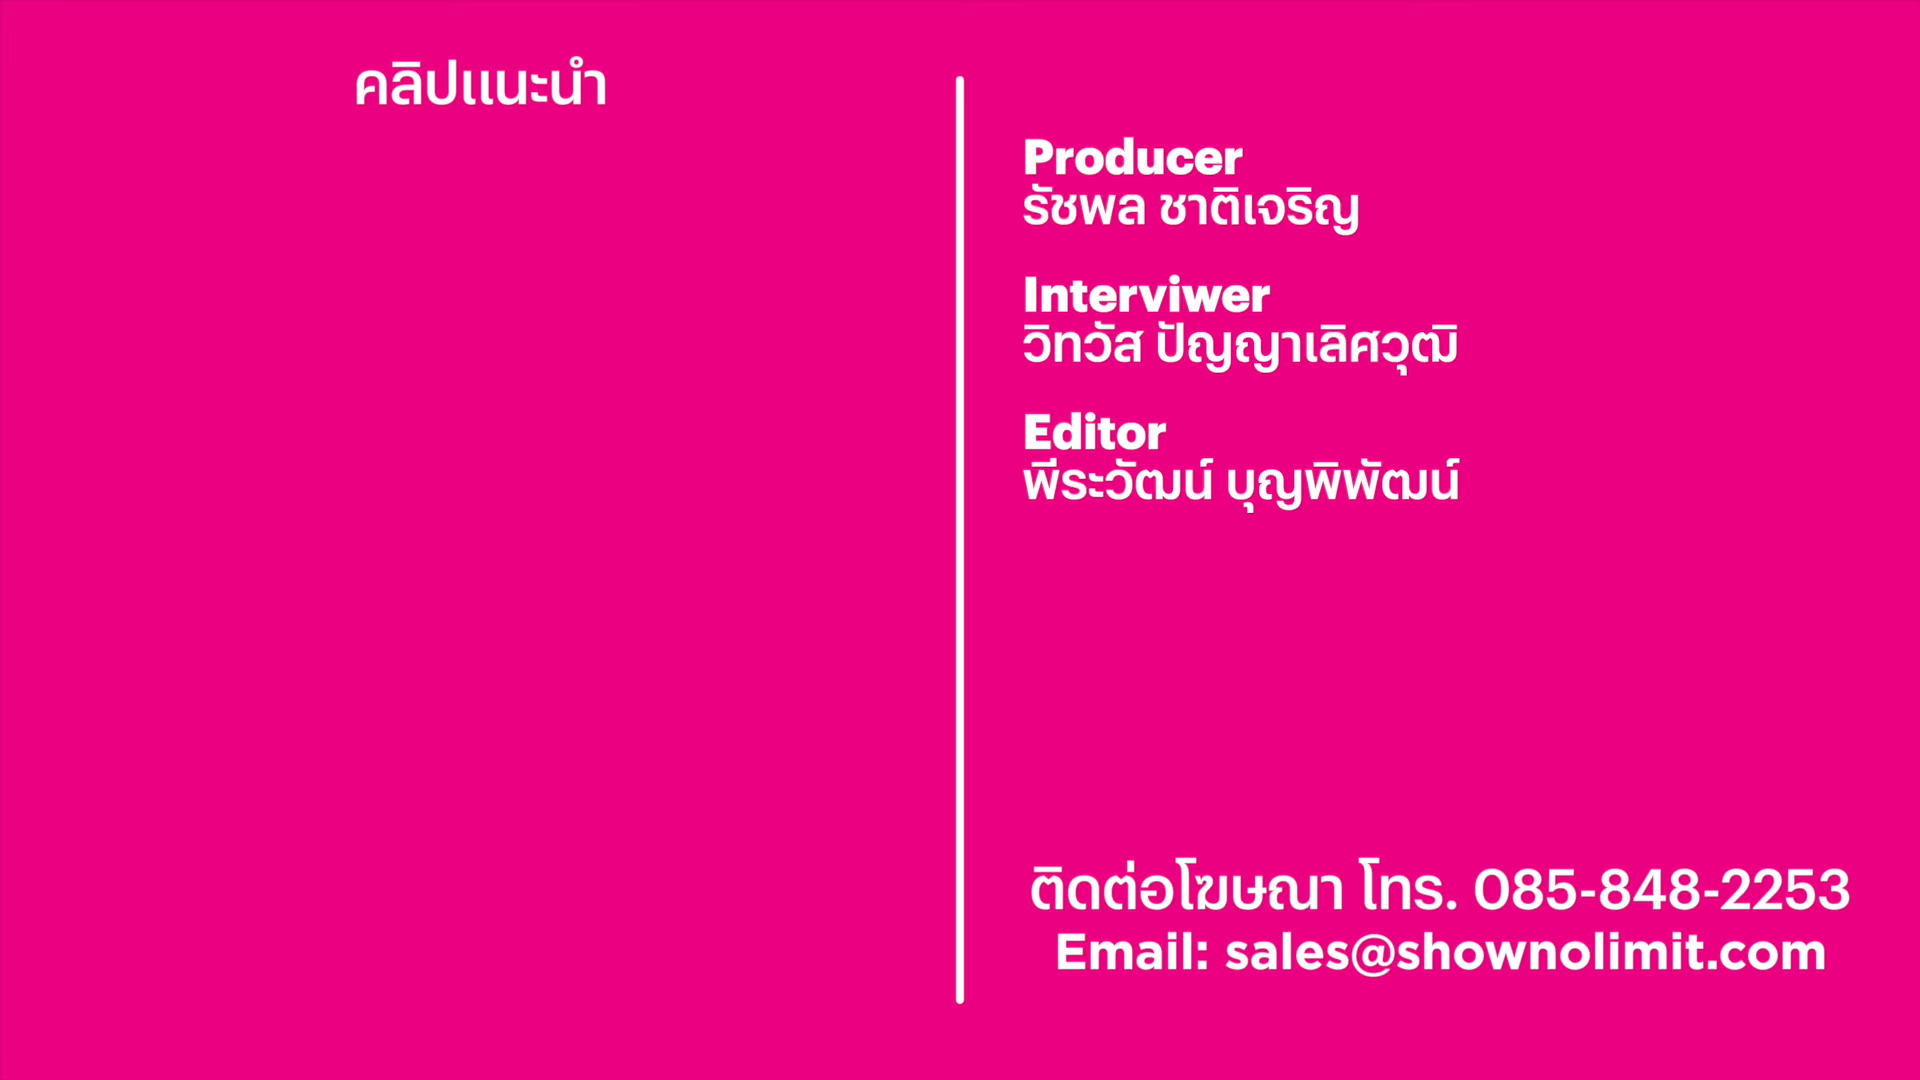 คลิปแนะนำ
Producer
รัชพล ชาติเจริญ
Interviwer
วิทวัส ปัญญาเลิศวุฒิ
Editor
พีระวัฒน์ บุญพิพัฒน์
ติดต่อโฆษณา โทร. 085-848-2253
Email: sales@shownolimit.com